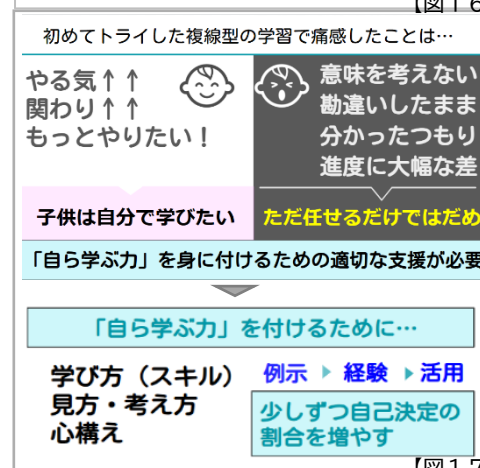 【図16
初めてトライした複線型の学習で痛感したことは…
やる気↑↑
関わり↑↑
もっとやりたい！
意味を考えない
勘違いしたまま
分かったつもり
進度に大幅な差
子供は自分で学びたい
ただ任せるだけではだめ
「自ら学ぶ力」を身に付けるための適切な支援が必要
「自ら学ぶ力」を付けるために…
学び方（スキル）
見方・考え方
心構え
例示 ▶ 経験 ▶ 活用
少しずつ自己決定の
割合を増やす
【図17